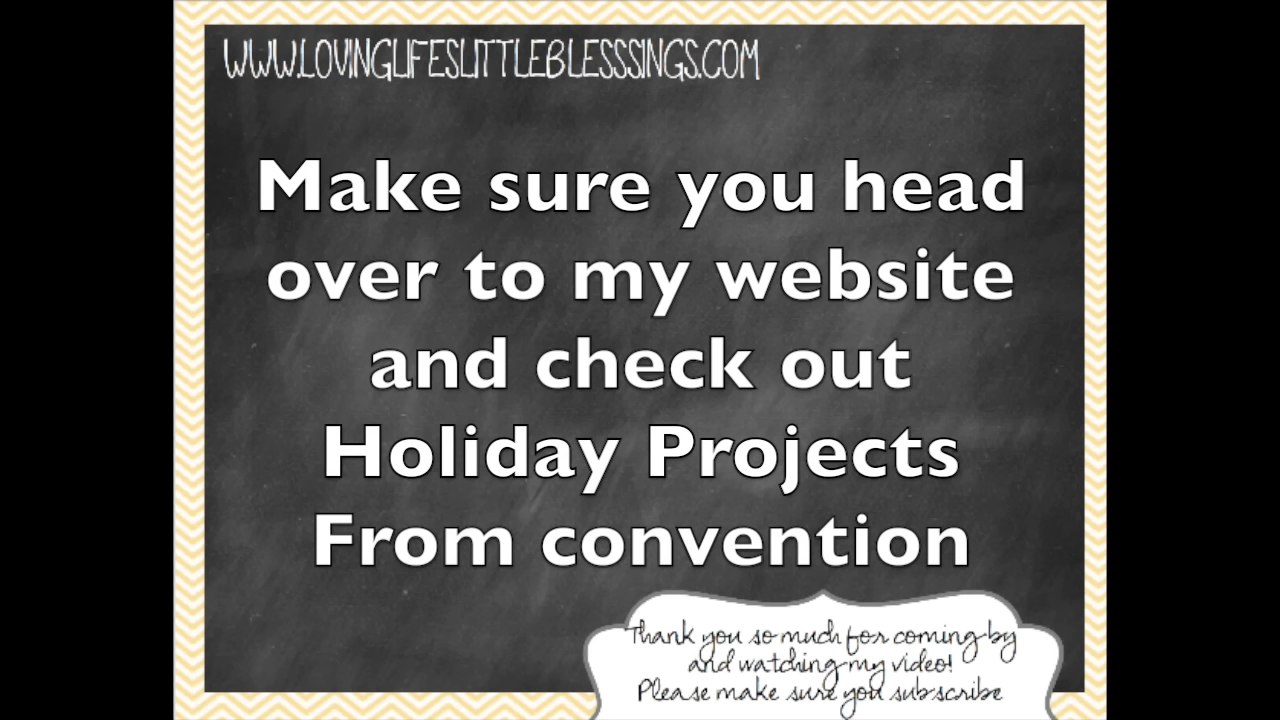 WWW.LOVINGLIFESLITTLEBLESSSINGS.COM
Make sure you head
over to my website
and check out
Holiday Projects
From convention
Thank you so much for coming by
and watching my video!
Please make sure you subscribe